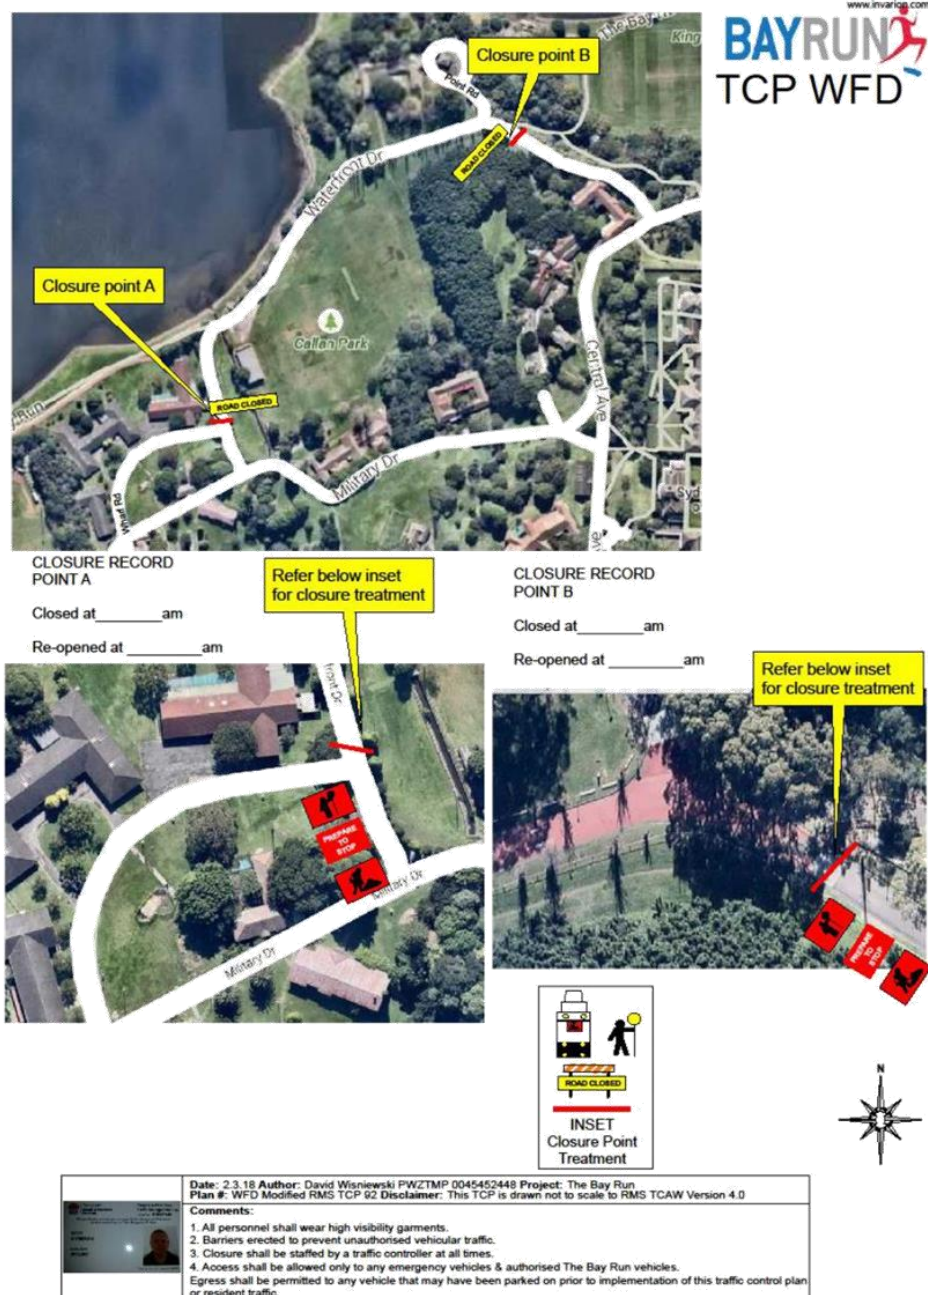 www.invarion.com
BAYRUN
TCP WFD
Closure point B
The Bay
King
Point Rd
ROAD CLOSED
Waterfront Dr
Closure point A
Callan Park
ROAD CLOSED
Central Ave
Run
Military Dr
Wharf Rd
Syd
CLOSURE RECORD
POINT A
Closed at________am
Re-opened at _________am
Refer below inset
for closure treatment
CLOSURE RECORD
POINT B
Closed at________am
Re-opened at _________am
Refer below inset
for closure treatment
front Dr
PREPARE
TO
STOP
Military Dr
Military Dr
PREPARE
TO
STOP
ROAD CLOSED
INSET
Closure Point
Treatment
N
Date: 2.3.18 Author: David Wisniewski PWZTMP 0045452448 Project: The Bay Run
Plan #: WFD Modified RMS TCP 92 Disclaimer: This TCP is drawn not to scale to RMS TCAW Version 4.0
Comments:
1. All personnel shall wear high visibility garments.
2. Barriers erected to prevent unauthorised vehicular traffic.
3. Closure shall be staffed by a traffic controller at all times.
4. Access shall be allowed only to any emergency vehicles & authorised The Bay Run vehicles.
Egress shall be permitted to any vehicle that may have been parked on prior to implementation of this traffic control plan
or resident traffic